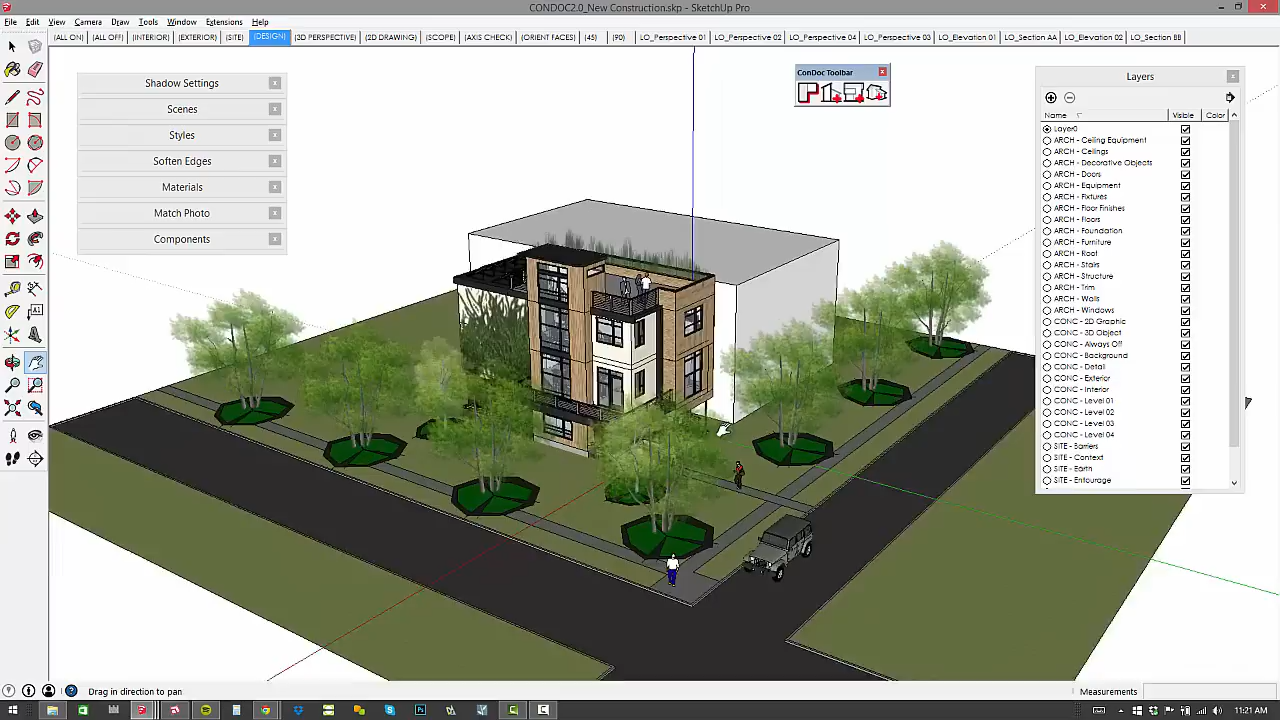 CONDOC2.0_New Construction.skp - SketchUp Pro
File Edit View Camera Draw Tools Window Extensions Help
(ALL ON) (ALL OFF) (INTERIOR) (EXTERIOR) (SITE) (DESIGN) (3D PERSPECTIVE) (2D DRAWING) (SCOPE) (AXIS CHECK) (ORIENT FACES) (45) (90) LO_Perspective 01 LO_Perspective 02 LO_Perspective 04 LO_Perspective 03 LO_Elevation 01 LO_Section AA LO_Elevation 02 LO_Section BB
Shadow Settings
Scenes
Styles
Soften Edges
Materials
Match Photo
Components
ConDoc Toolbar
Layers
Name Visible Color
Layer0
ARCH - Ceiling Equipment
ARCH - Ceilings
ARCH - Decorative Objects
ARCH - Doors
ARCH - Equipment
ARCH - Fixtures
ARCH - Floor Finishes
ARCH - Floors
ARCH - Foundation
ARCH - Furniture
ARCH - Roof
ARCH - Stairs
ARCH - Structure
ARCH - Trim
ARCH - Walls
ARCH - Windows
CONC - 2D Graphic
CONC - 3D Object
CONC - Always Off
CONC - Background
CONC - Detail
CONC - Exterior
CONC - Interior
CONC - Level 01
CONC - Level 02
CONC - Level 03
CONC - Level 04
SITE - Barriers
SITE - Context
SITE - Earth
SITE - Entourage
Drag in direction to pan
Measurements
11:21 AM